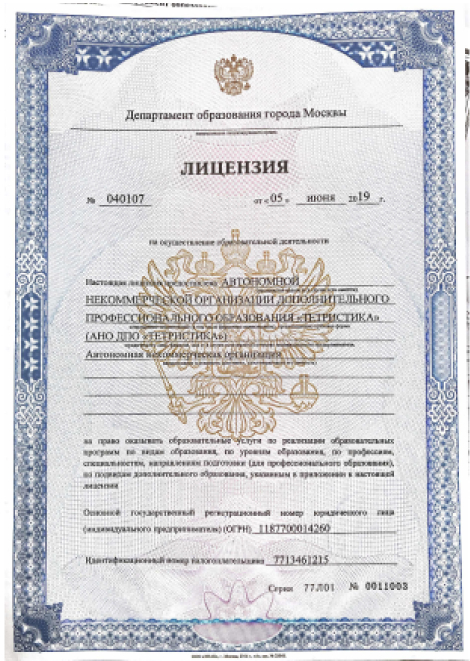 Департамент образования города Москвы
ЛИЦЕНЗИЯ
№ 040107 от «05» июня 2019 г.
на осуществление образовательной деятельности
Настоящая лицензия предоставлена АВТОНОМНОЙ
НЕКОММЕРЧЕСКОЙ ОРГАНИЗАЦИИ ДОПОЛНИТЕЛЬНОГО
ПРОФЕССИОНАЛЬНОГО ОБРАЗОВАНИЯ «ТЕТРИСТИКА»
(АНО ДПО «ТЕТРИСТИКА»)
Автономная некоммерческая организация
на право оказывать образовательные услуги по реализации образовательных
программ по видам образования, по уровням образования, по профессиям,
специальностям, направлениям подготовки (для профессионального образования),
по подвидам дополнительного образования, указанным в приложении к настоящей
лицензии
Основной государственный регистрационный номер юридического лица
(индивидуального предпринимателя) (ОГРН) 1187700014260
Идентификационный номер налогоплательщика 7713461215
Серия 77Л01 № 0011003